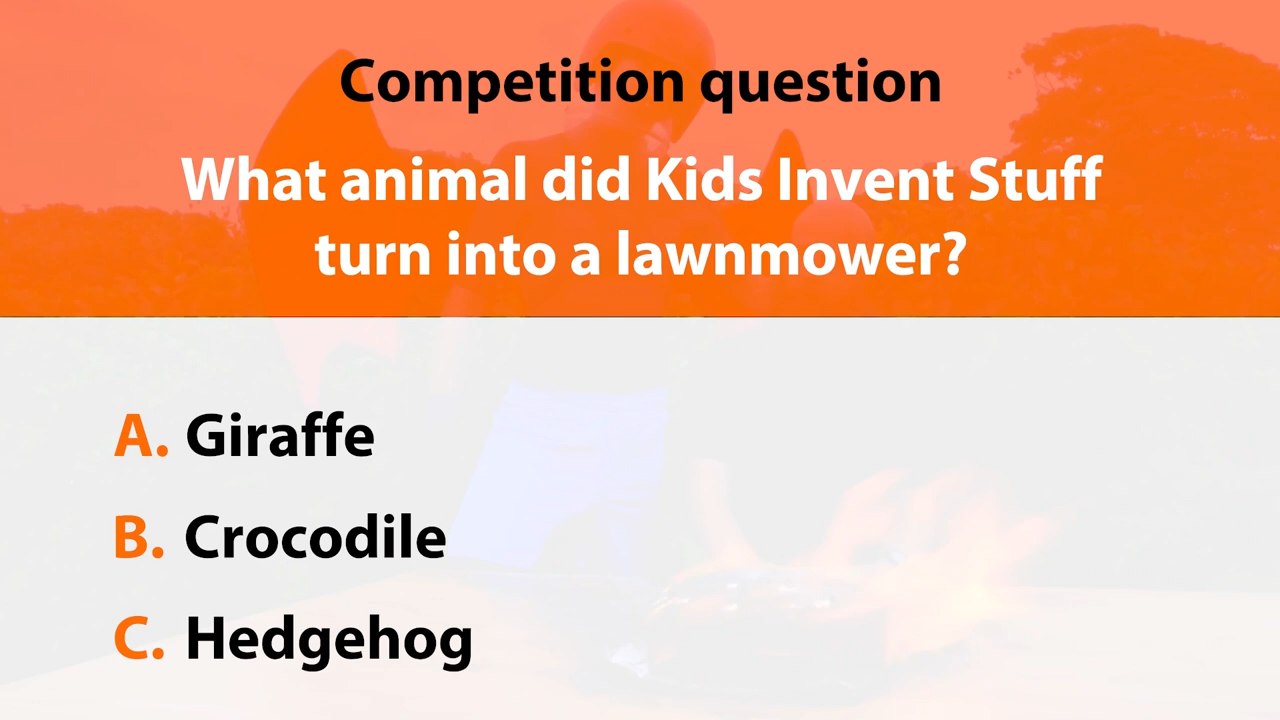 Competition question
What animal did Kids Invent Stuff
turn into a lawnmower?
A. Giraffe
B. Crocodile
C. Hedgehog